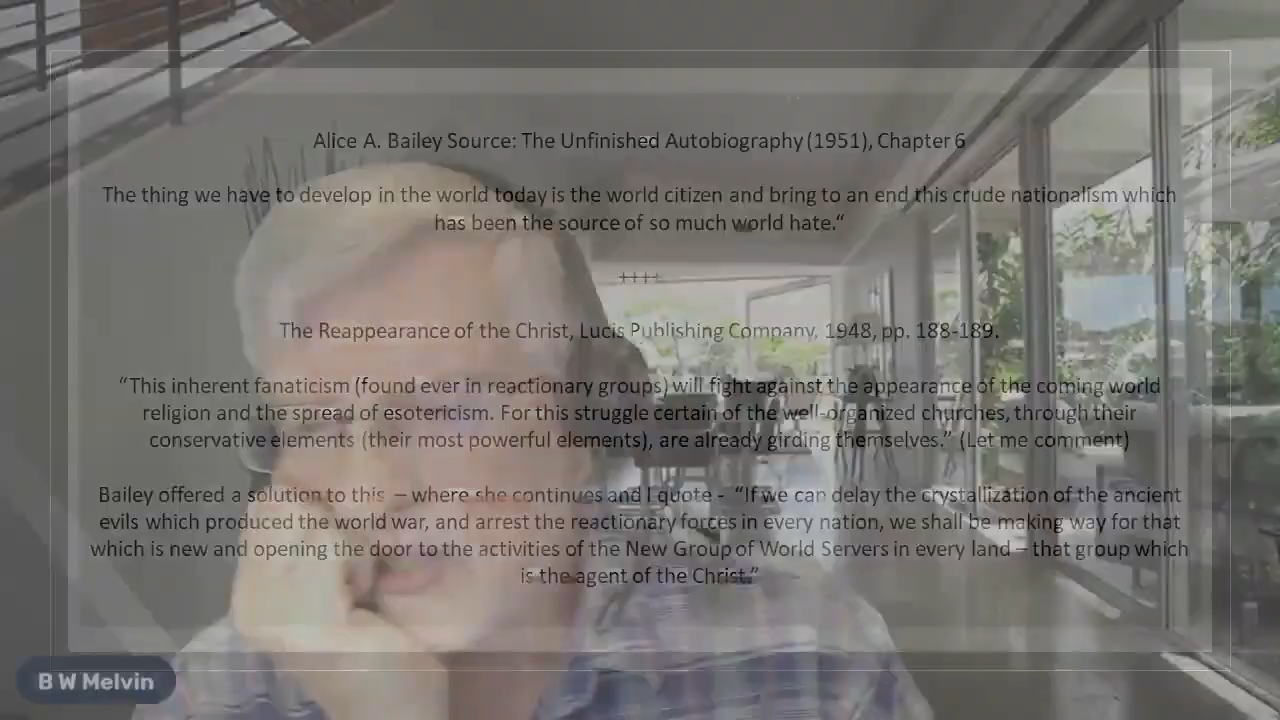 Alice A. Bailey Source: The Unfinished Autobiography (1951), Chapter 6
The thing we have to develop in the world today is the world citizen and bring to an end this crude nationalism which
has been the source of so much world hate.“
++++
The Reappearance of the Christ, Lucis Publishing Company, 1948, pp. 188-189.
“This inherent fanaticism (found ever in reactionary groups) will fight against the appearance of the coming world
religion and the spread of esotericism. For this struggle certain of the well-organized churches, through their
conservative elements (their most powerful elements), are already girding themselves.” (Let me comment)
Bailey offered a solution to this – where she continues and I quote - “If we can delay the crystallization of the ancient
evils which produced the world war, and arrest the reactionary forces in every nation, we shall be making way for that
which is new and opening the door to the activities of the New Group of World Servers in every land – that group which
is the agent of the Christ.”
B W Melvin